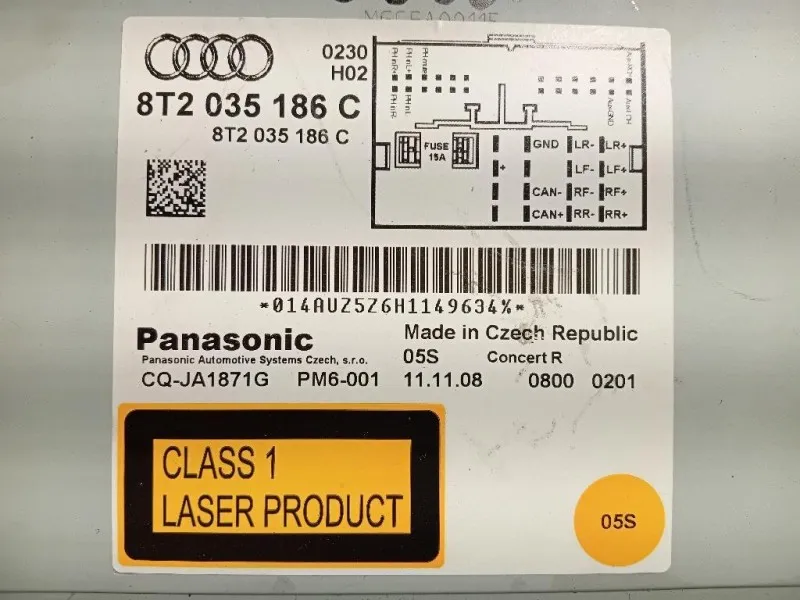 0230
H02
8T2 035 186 C
8T2 035 186 C
FUSE
15A
GND LR- LR+
+ LF- LF+
CAN- RF- RF+
CAN+ RR- RR+
*014AUZ5Z6H1149634%*
Panasonic Made in Czech Republic
Panasonic Automotive Systems Czech, s.r.o. 05S Concert R
CQ-JA1871G PM6-001 11.11.08 0800 0201
CLASS 1
LASER PRODUCT
05S